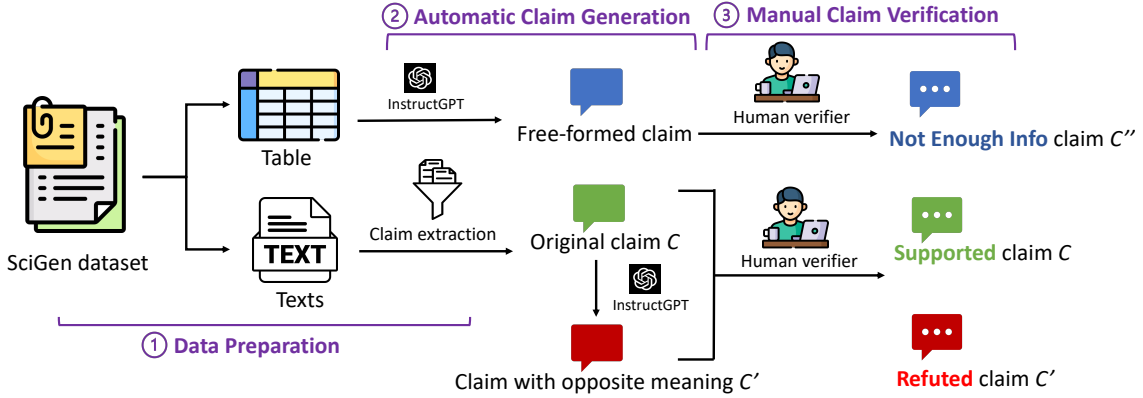 ② Automatic Claim Generation
③ Manual Claim Verification
InstructGPT
Human verifier
Table
Free-formed claim
Not Enough Info claim C''
Claim extraction
TEXT
SciGen dataset
Original claim C
Human verifier
Supported claim C
Texts
InstructGPT
① Data Preparation
Claim with opposite meaning C'
Refuted claim C'